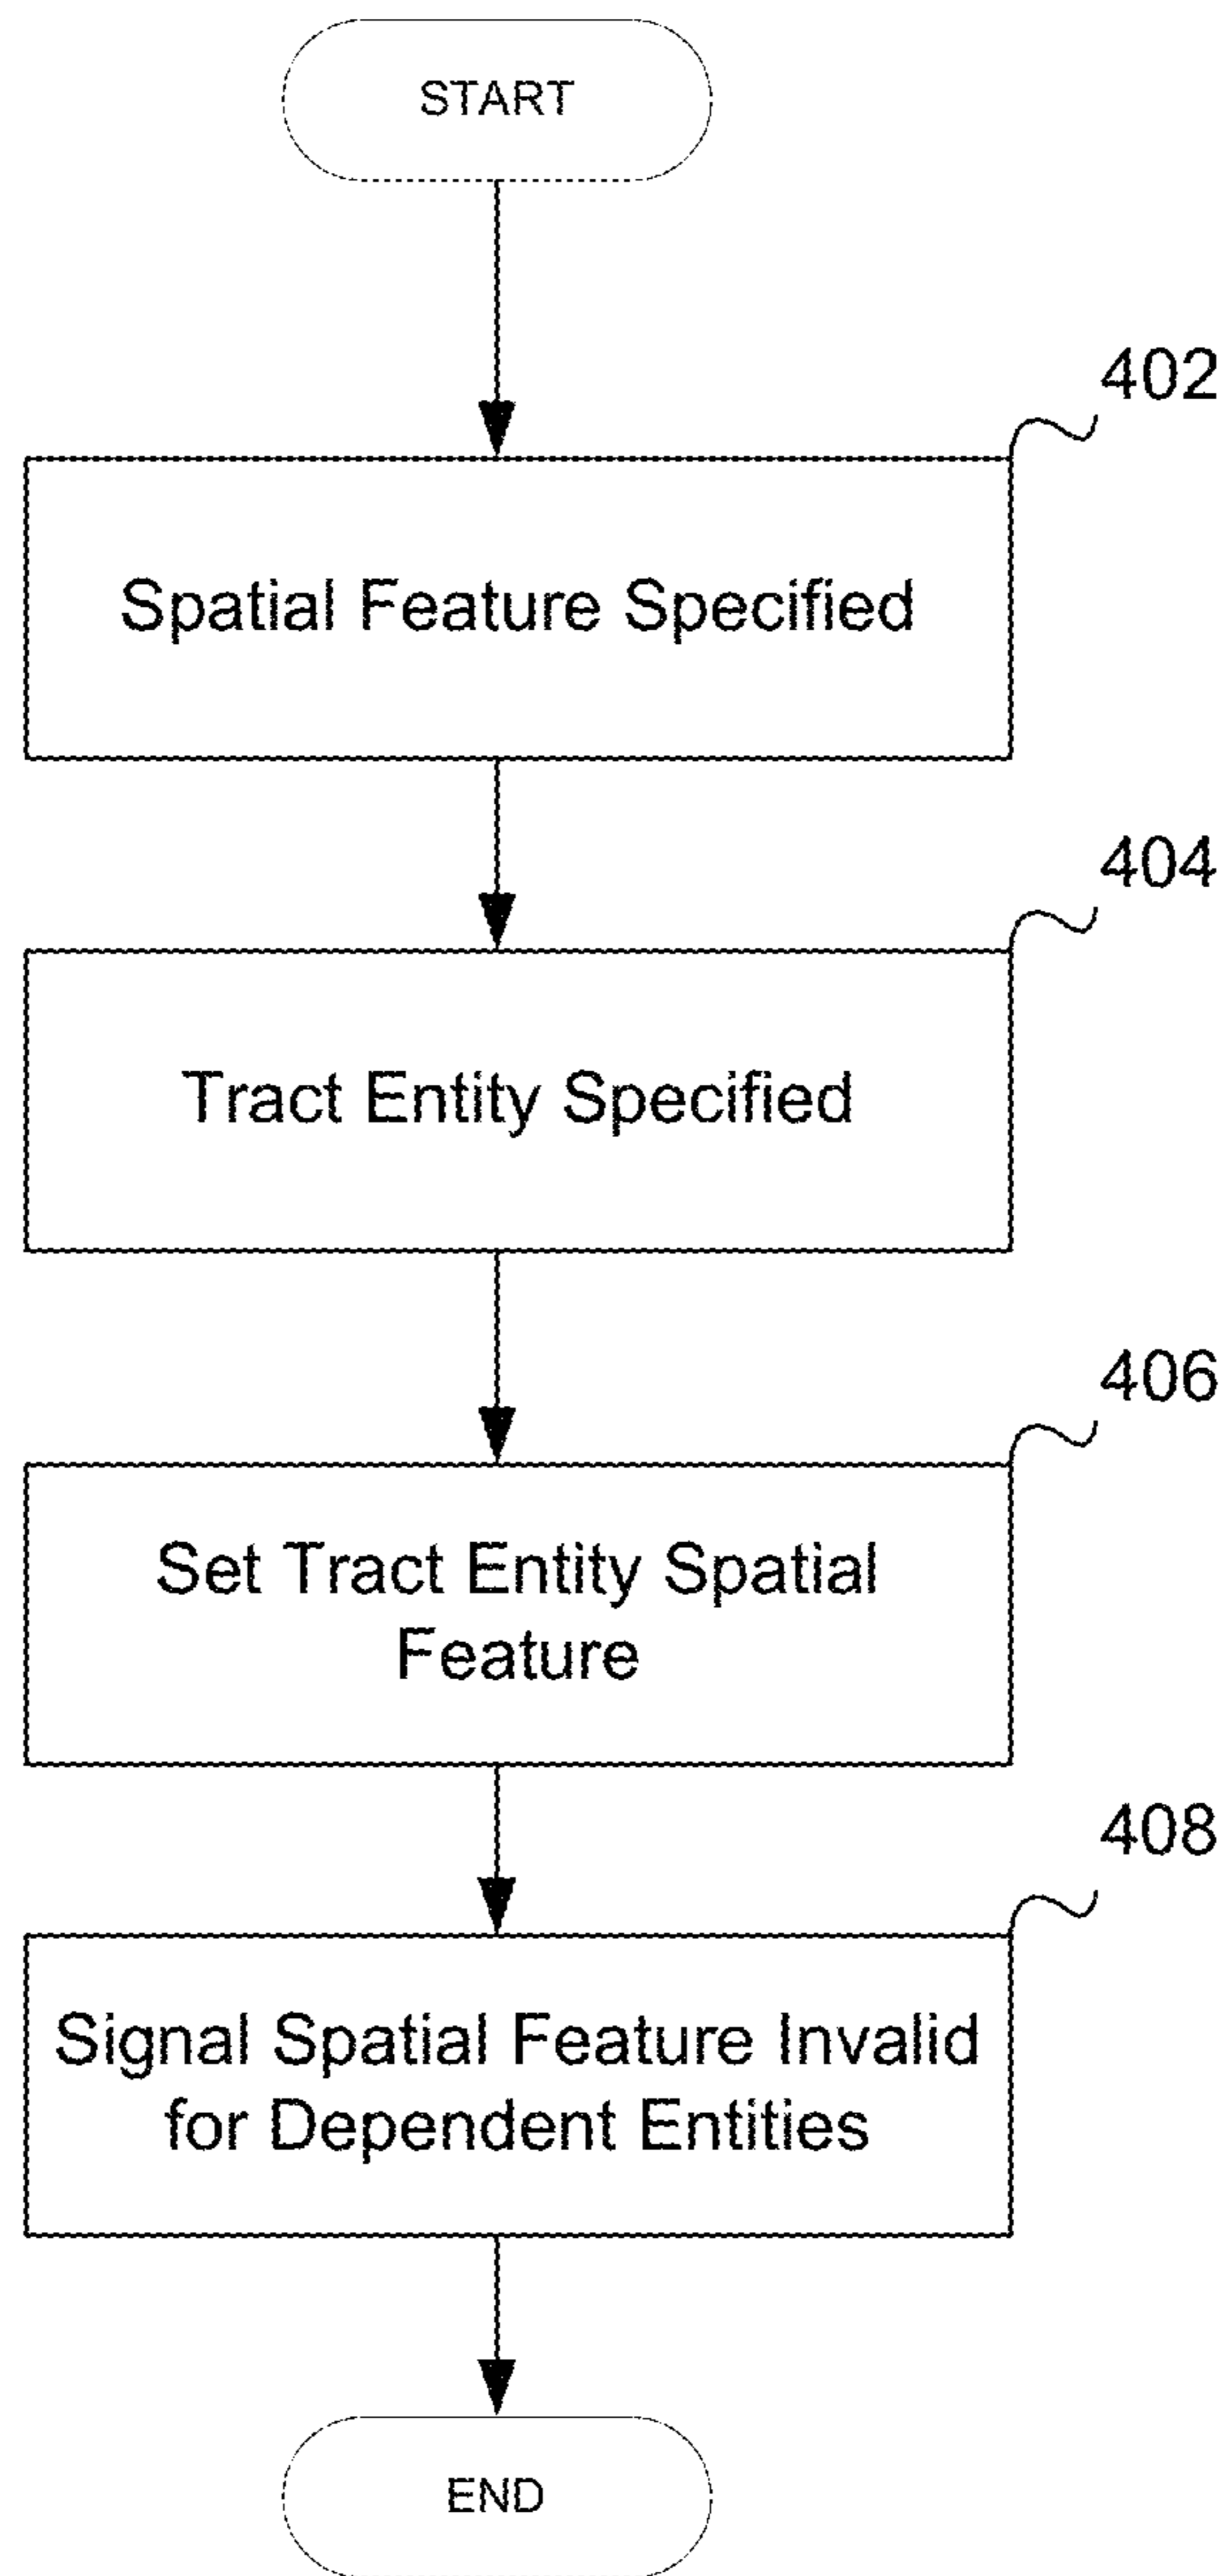 START
402
Spatial Feature Specified
404
Tract Entity Specified
406
Set Tract Entity Spatial
Feature
408
Signal Spatial Feature Invalid
for Dependent Entities
END